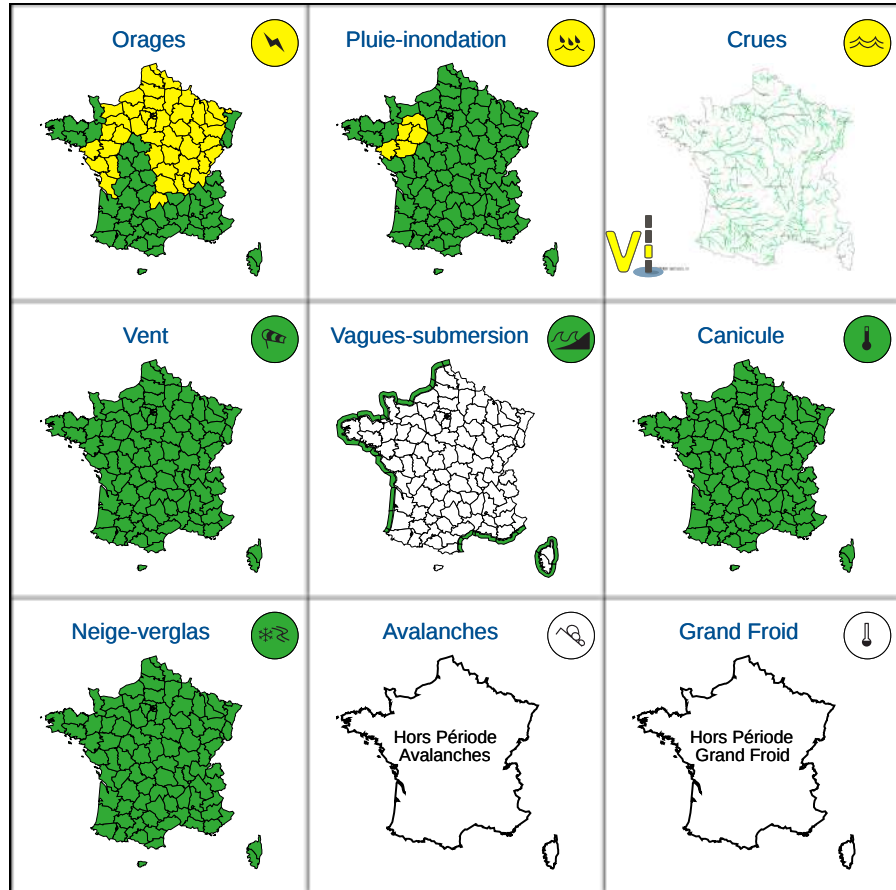 Orages
Pluie-inondation
Crues
V
Vent
Vagues-submersion
Canicule
Neige-verglas
Avalanches
Grand Froid
Hors Période
Avalanches
Hors Période
Grand Froid